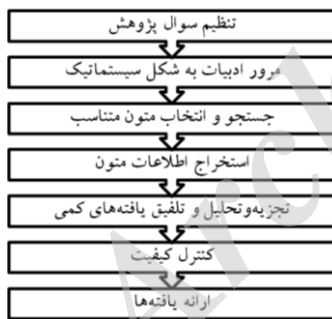 تنظیم سوال پژوهش
مرور ادبیات به شکل سیستماتیک
جستجو و انتخاب متون متناسب
استخراج اطلاعات متون
تجزیه‌وتحلیل و تلفیق یافته‌های کمی
کنترل کیفیت
ارائه یافته‌ها